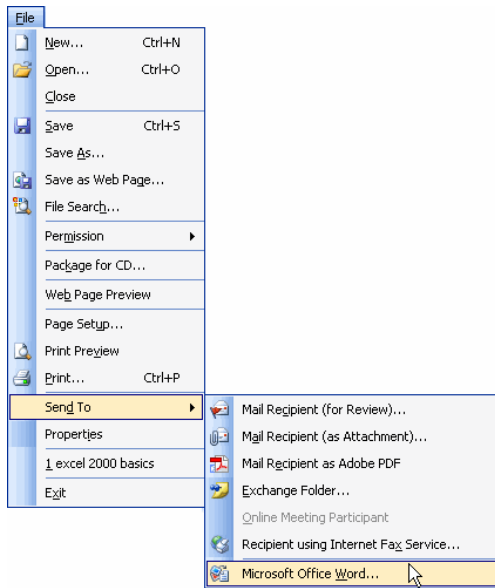 File
New... Ctrl+N
Open... Ctrl+O
Close
Save Ctrl+S
Save As...
Save as Web Page...
File Search...
Permission
Package for CD...
Web Page Preview
Page Setup...
Print Preview
Print... Ctrl+P
Send To
Properties
1 excel 2000 basics
Exit
Mail Recipient (for Review)...
Mail Recipient (as Attachment)...
Mail Recipient as Adobe PDF
Exchange Folder...
Online Meeting Participant
Recipient using Internet Fax Service...
Microsoft Office Word...